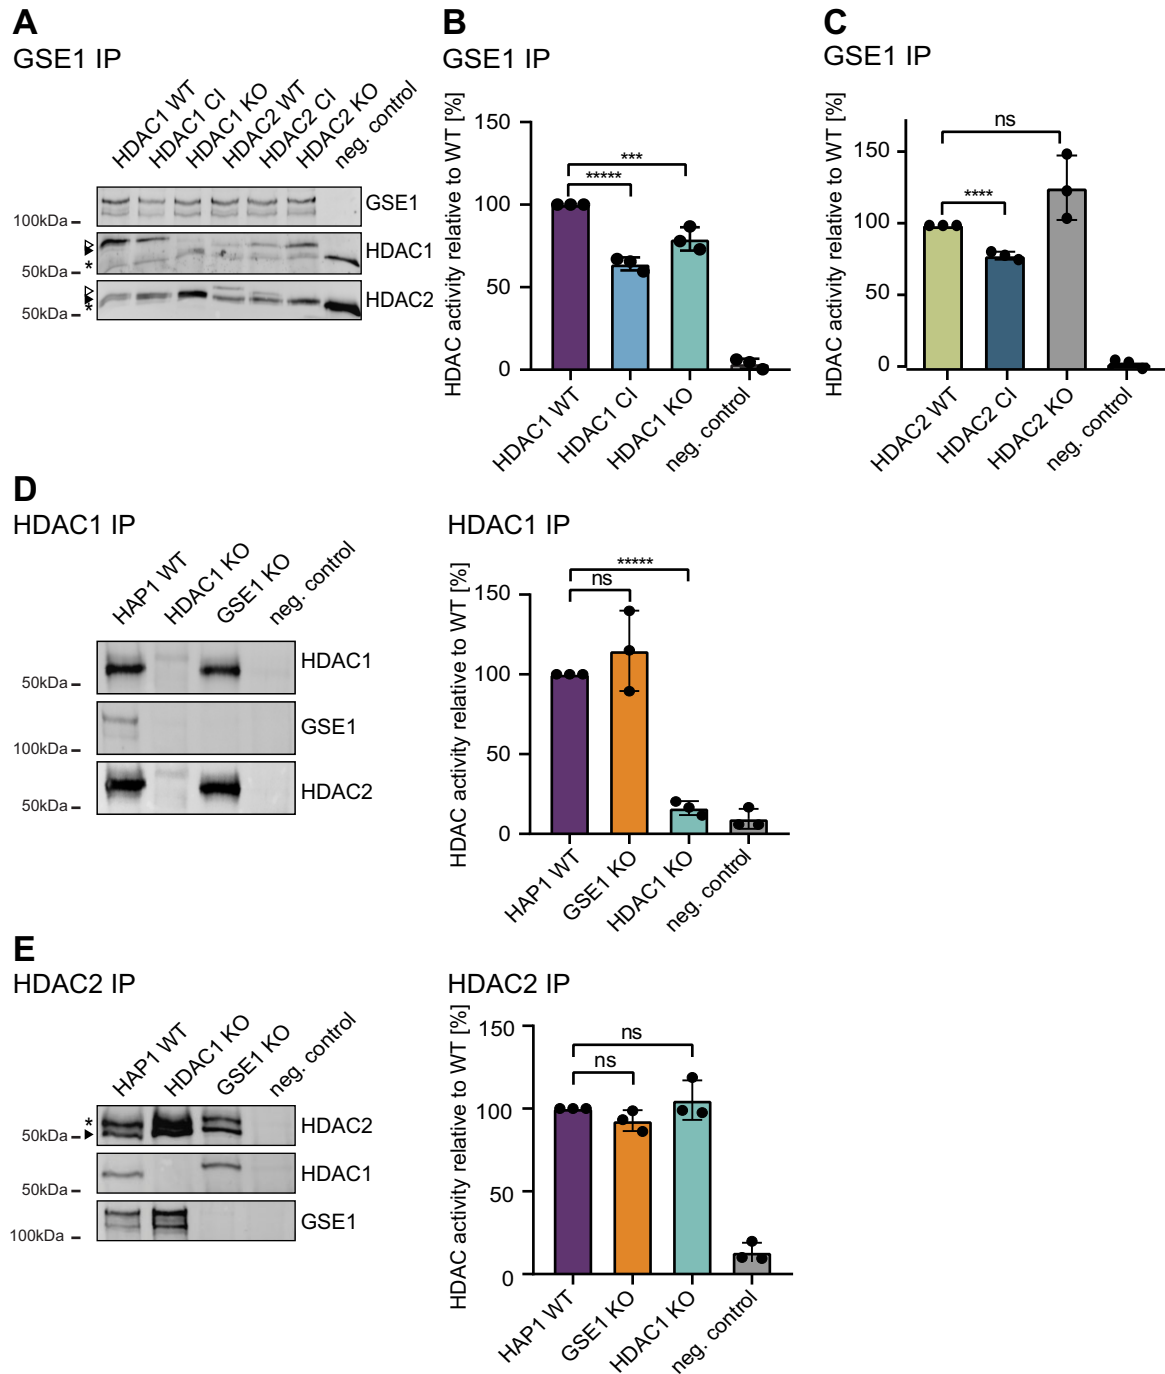 A
GSE1 IP
HDAC1 WT
HDAC1 CI
HDAC1 KO
HDAC2 WT
HDAC2 CI
HDAC2 KO
neg. control
GSE1
100kDa
HDAC1
*
50kDa
HDAC2
*
50kDa
B
GSE1 IP
HDAC activity relative to WT [%]
150
100
50
0
***
*****
HDAC1 WT
HDAC1 CI
HDAC1 KO
neg. control
C
GSE1 IP
HDAC activity relative to WT [%]
150
100
50
0
ns
****
HDAC2 WT
HDAC2 CI
HDAC2 KO
neg. control
D
HDAC1 IP
HAP1 WT
HDAC1 KO
GSE1 KO
neg. control
HDAC1
50kDa
GSE1
100kDa
HDAC2
50kDa
HDAC1 IP
HDAC activity relative to WT [%]
150
100
50
0
*****
ns
HAP1 WT
GSE1 KO
HDAC1 KO
neg. control
E
HDAC2 IP
HAP1 WT
HDAC1 KO
GSE1 KO
neg. control
*
HDAC2
50kDa
HDAC1
50kDa
GSE1
100kDa
HDAC2 IP
HDAC activity relative to WT [%]
150
100
50
0
ns
ns
HAP1 WT
GSE1 KO
HDAC1 KO
neg. control